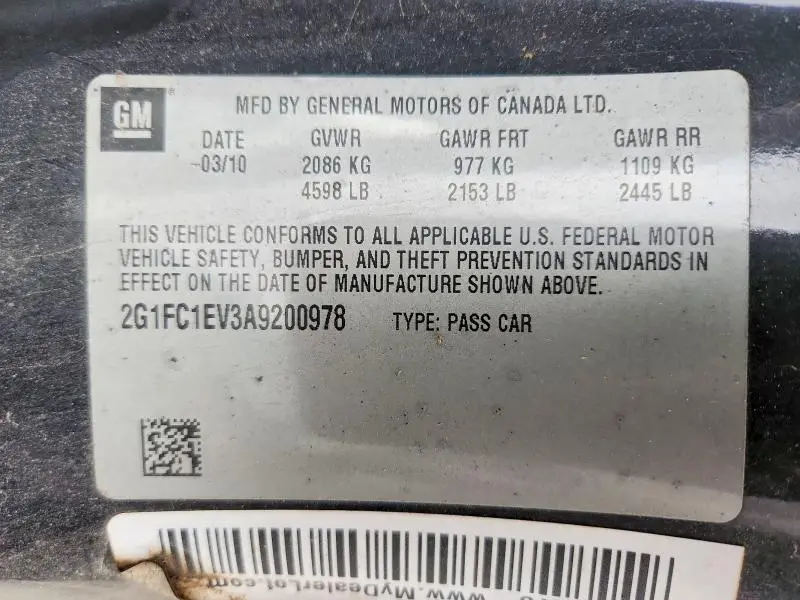 GM
MFD BY GENERAL MOTORS OF CANADA LTD.
DATE GVWR GAWR FRT GAWR RR
03/10 2086 KG 977 KG 1109 KG
4598 LB 2153 LB 2445 LB
THIS VEHICLE CONFORMS TO ALL APPLICABLE U.S. FEDERAL MOTOR
VEHICLE SAFETY, BUMPER, AND THEFT PREVENTION STANDARDS IN
EFFECT ON THE DATE OF MANUFACTURE SHOWN ABOVE.
2G1FC1EV3A9200978 TYPE: PASS CAR
www.MyDealerLot.com